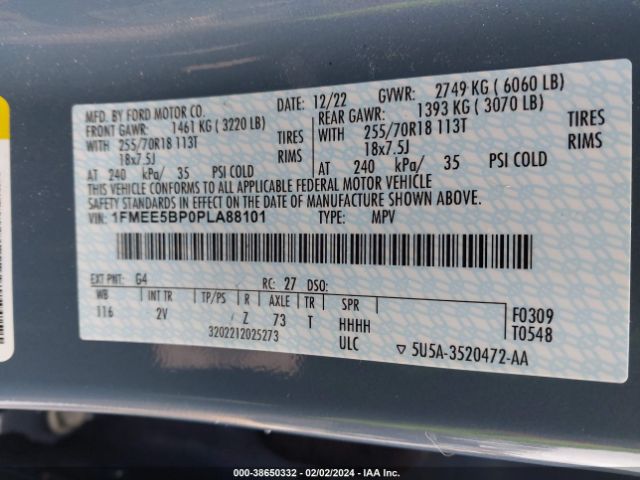 MFD. BY FORD MOTOR CO.
DATE: 12/22 GVWR: 2749 KG ( 6060 LB)
FRONT GAWR: 1461 KG ( 3220 LB)
REAR GAWR: 1393 KG ( 3070 LB)
WITH 255/70R18 113T TIRES
WITH 255/70R18 113T TIRES
18x7.5J RIMS
18x7.5J RIMS
AT 240 kPa/ 35 PSI COLD
AT 240 kPa/ 35 PSI COLD
THIS VEHICLE CONFORMS TO ALL APPLICABLE FEDERAL MOTOR VEHICLE
SAFETY STANDARDS IN EFFECT ON THE DATE OF MANUFACTURE SHOWN ABOVE.
VIN: 1FMEE5BP0PLA88101 TYPE: MPV
EXT PNT: G4 RC: 27 DSO:
WB INT TR TP/PS R AXLE TR SPR
116 2V / Z 73 T HHHH
3202212025273 ULC
F0309
T0548
▽ 5U5A-3520472-AA
000-38650332 - 02/02/2024 - IAA Inc.